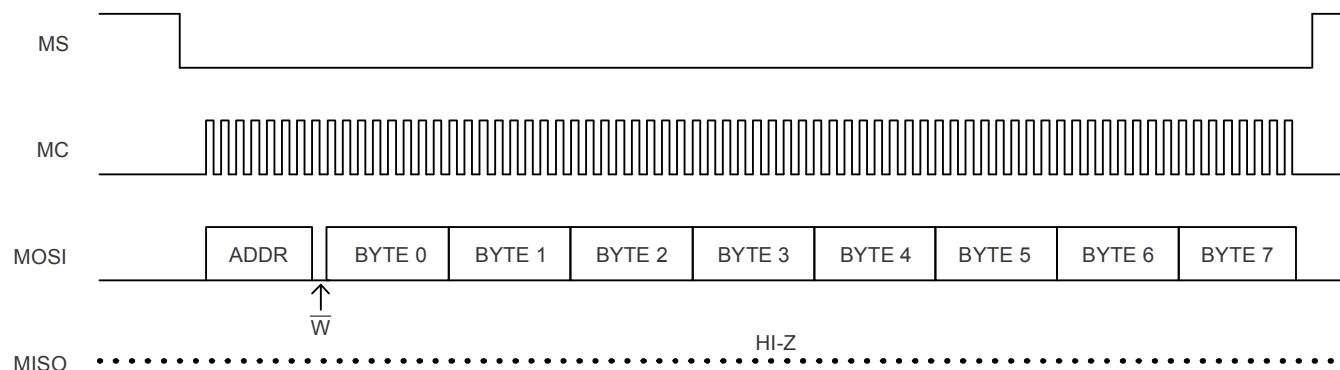 MS
MC
MOSI ADDR BYTE 0 BYTE 1 BYTE 2 BYTE 3 BYTE 4 BYTE 5 BYTE 6 BYTE 7
W̅
HI-Z
MISO